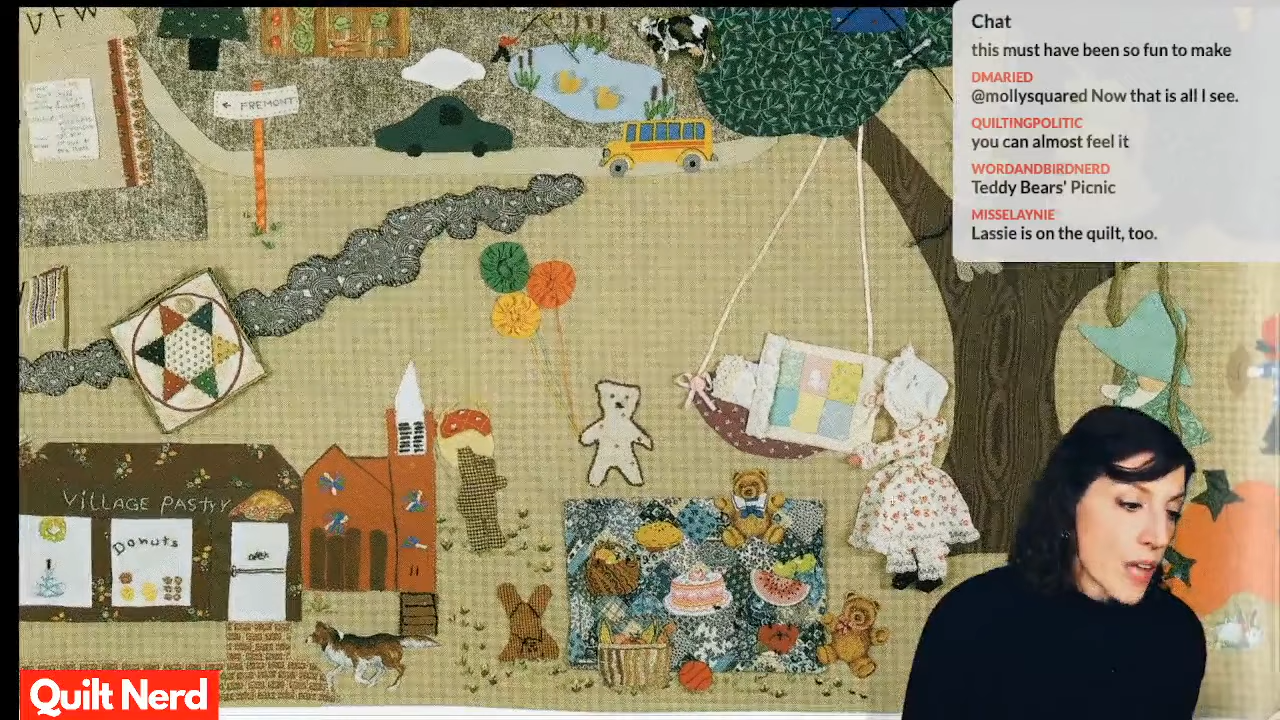 VFW
← FREMONT
VILLAGE PASTRY
Donuts
OPEN
Quilt Nerd
Chat
this must have been so fun to make
DMARIED
@mollysquared Now that is all I see.
QUILTINGPOLITIC
you can almost feel it
WORDANDBIRDNERD
Teddy Bears' Picnic
MISSELAYNIE
Lassie is on the quilt, too.